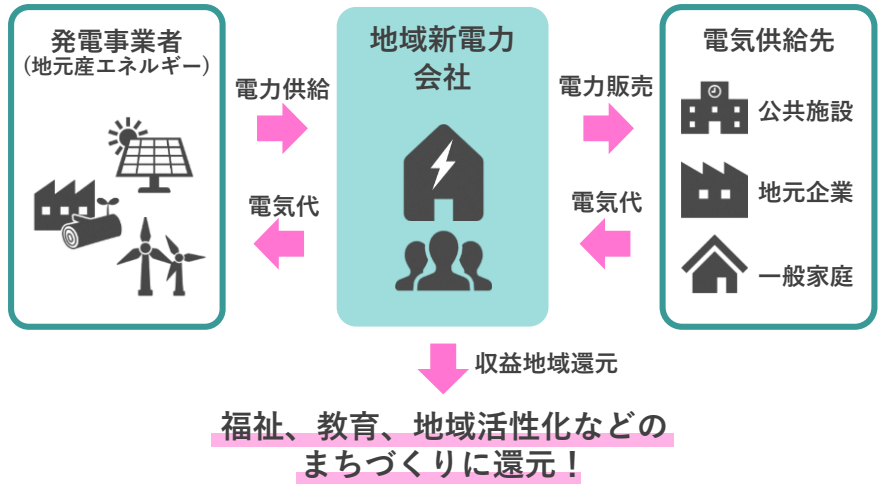 発電事業者
(地元産エネルギー)
電力供給
電気代
地域新電力
会社
電力販売
電気代
電気供給先
公共施設
地元企業
一般家庭
収益地域還元
福祉、教育、地域活性化などの
まちづくりに還元！